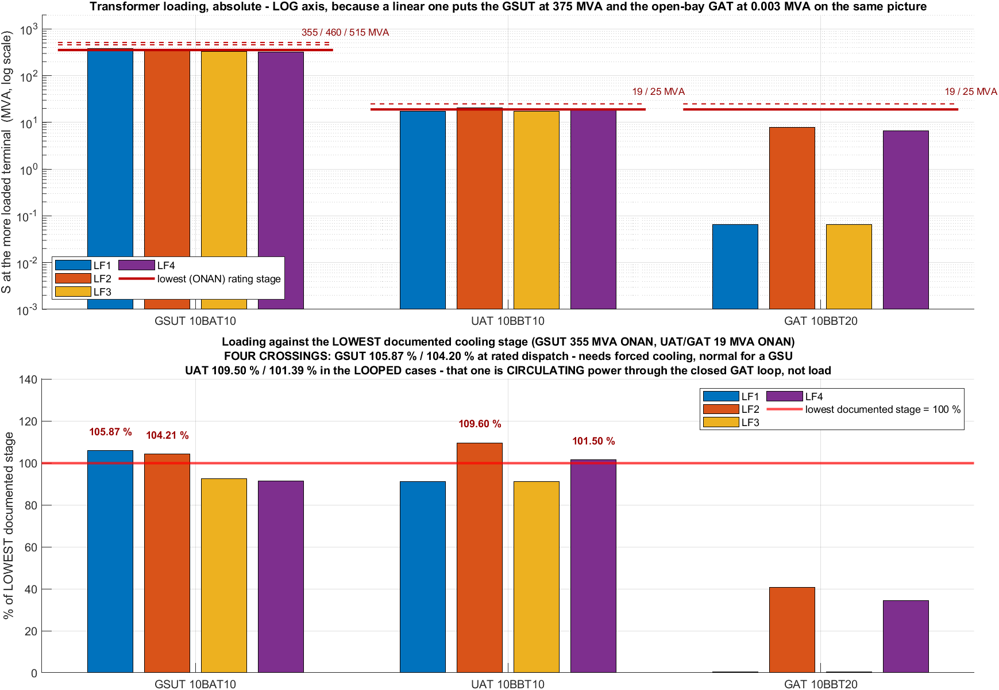 Transformer loading, absolute - LOG axis, because a linear one puts the GSUT at 375 MVA and the open-bay GAT at 0.003 MVA on the same picture
S at the more loaded terminal (MVA, log scale)
10^3
10^2
10^1
10^0
10^-1
10^-2
10^-3
355 / 460 / 515 MVA
19 / 25 MVA
19 / 25 MVA
LF1
LF2
LF3
LF4
lowest (ONAN) rating stage
GSUT 10BAT10
UAT 10BBT10
GAT 10BBT20
Loading against the LOWEST documented cooling stage (GSUT 355 MVA ONAN, UAT/GAT 19 MVA ONAN)
FOUR CROSSINGS: GSUT 105.87 % / 104.20 % at rated dispatch - needs forced cooling, normal for a GSU
UAT 109.50 % / 101.39 % in the LOOPED cases - that one is CIRCULATING power through the closed GAT loop, not load
% of LOWEST documented stage
140
120
100
80
60
40
20
0
105.87 %
104.21 %
109.60 %
101.50 %
LF1
LF2
LF3
LF4
lowest documented stage = 100 %
GSUT 10BAT10
UAT 10BBT10
GAT 10BBT20